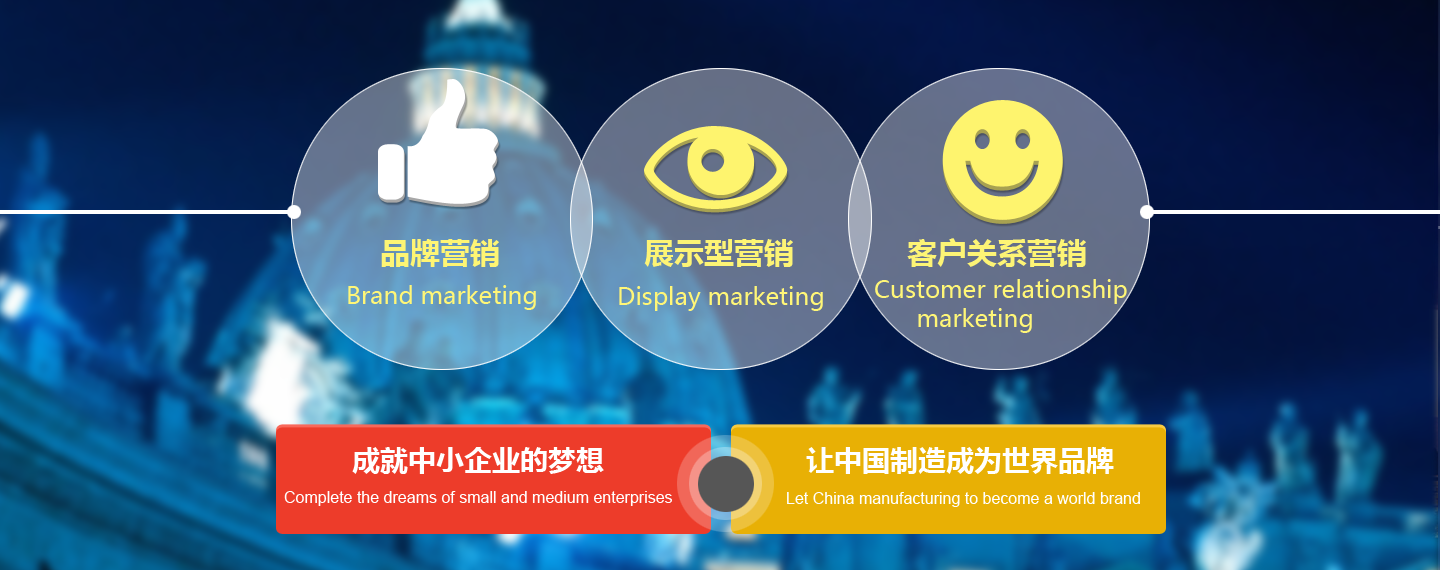 品牌营销
Brand marketing
展示型营销
Display marketing
客户关系营销
Customer relationship
marketing
成就中小企业的梦想
Complete the dreams of small and medium enterprises
让中国制造成为世界品牌
Let China manufacturing to become a world brand